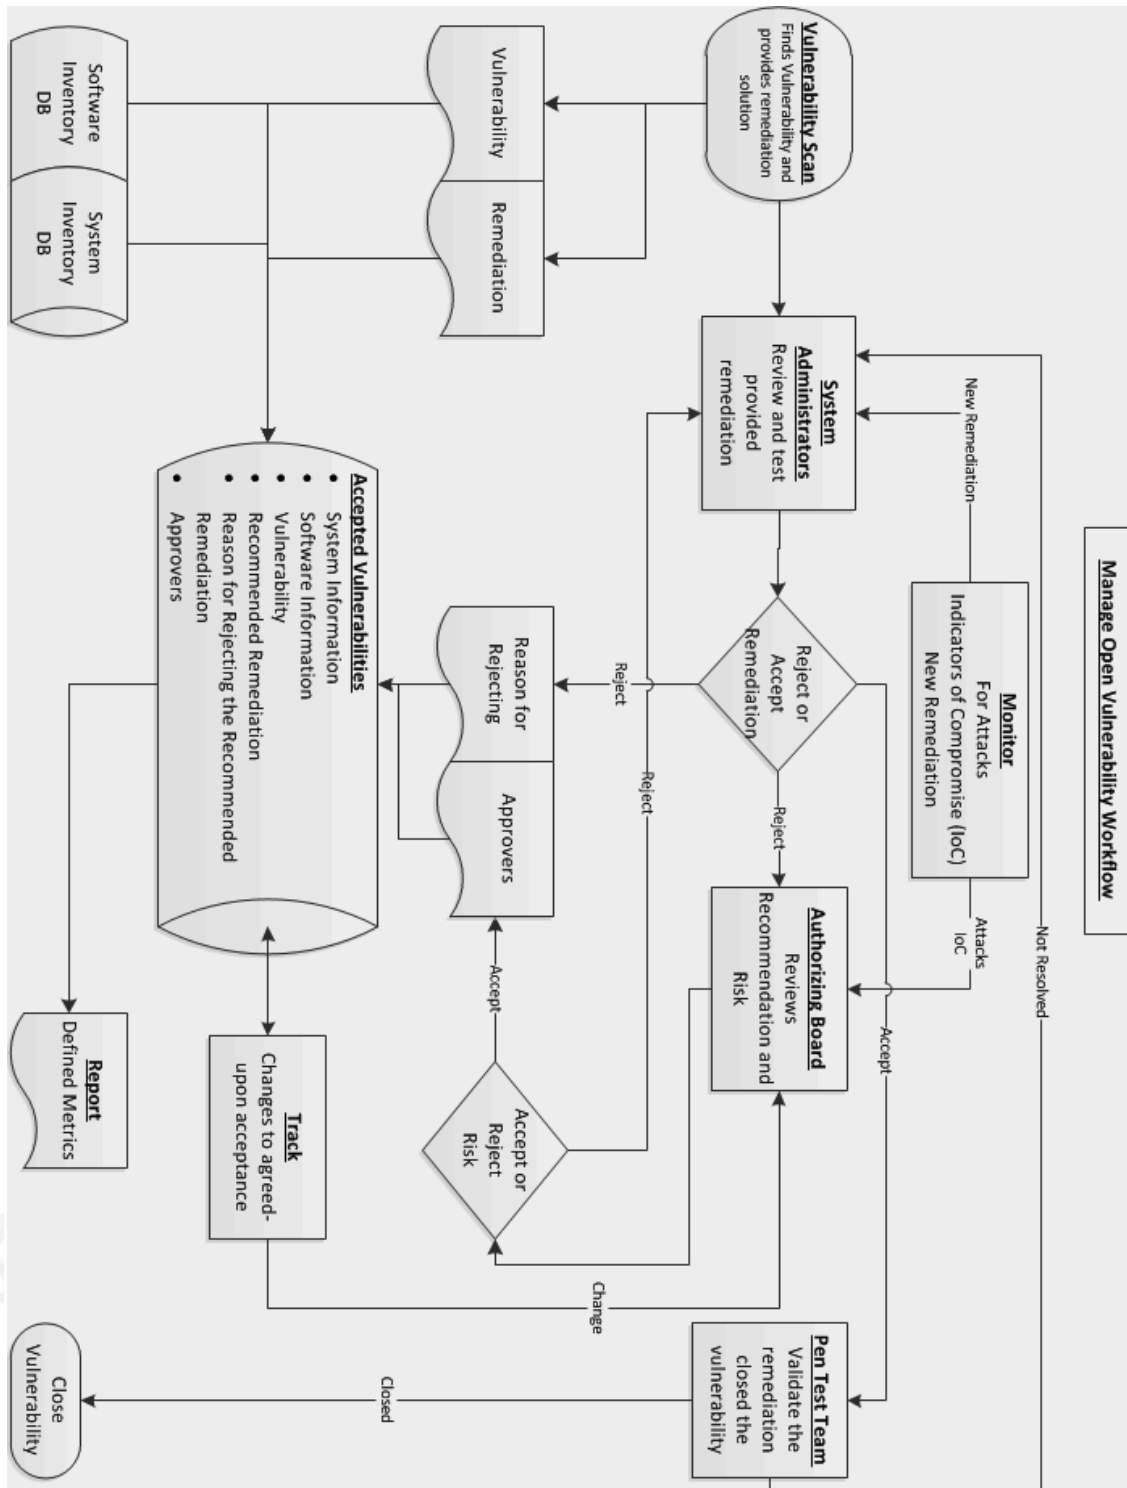 Manage Open Vulnerability Workflow
Vulnerability Scan
Finds Vulnerability and
provides remediation
solution
System
Administrators
Review and test
provided
remediation
New Remediation
Monitor
For Attacks
Indicators of Compromise (IoC)
New Remediation
Attacks
IoC
Not Resolved
Reject or
Accept
Remediation
Reject
Reject
Accept
Authorizing Board
Reviews
Recommendation and
Risk
Pen Test Team
Validate the
remediation
closed the
vulnerability
Vulnerability
Remediation
Reason for
Rejecting
Approvers
Reject
Accept
Accept or
Reject
Risk
Change
Closed
Software
Inventory
DB
System
Inventory
DB
Accepted Vulnerabilities
• System Information
• Software Information
• Vulnerability
• Recommended Remediation
• Reason for Rejecting the Recommended
Remediation
• Approvers
Track
Changes to agreed-
upon acceptance
Report
Defined Metrics
Close
Vulnerability